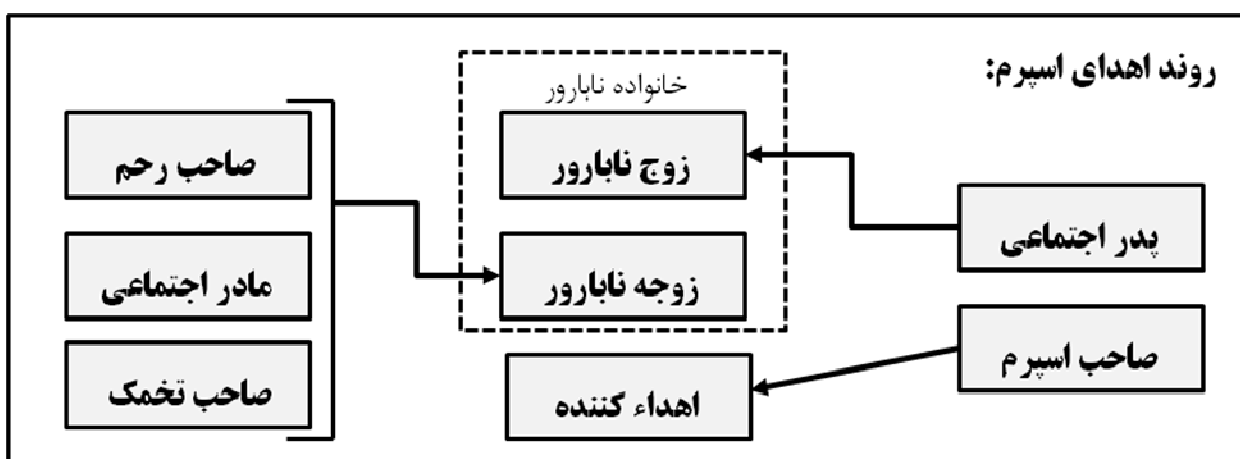 روند اهدای اسپرم:
خانواده نابارور
زوج نابارور
زوجه نابارور
اهداء کننده
پدر اجتماعی
صاحب اسپرم
صاحب رحم
مادر اجتماعی
صاحب تخمک